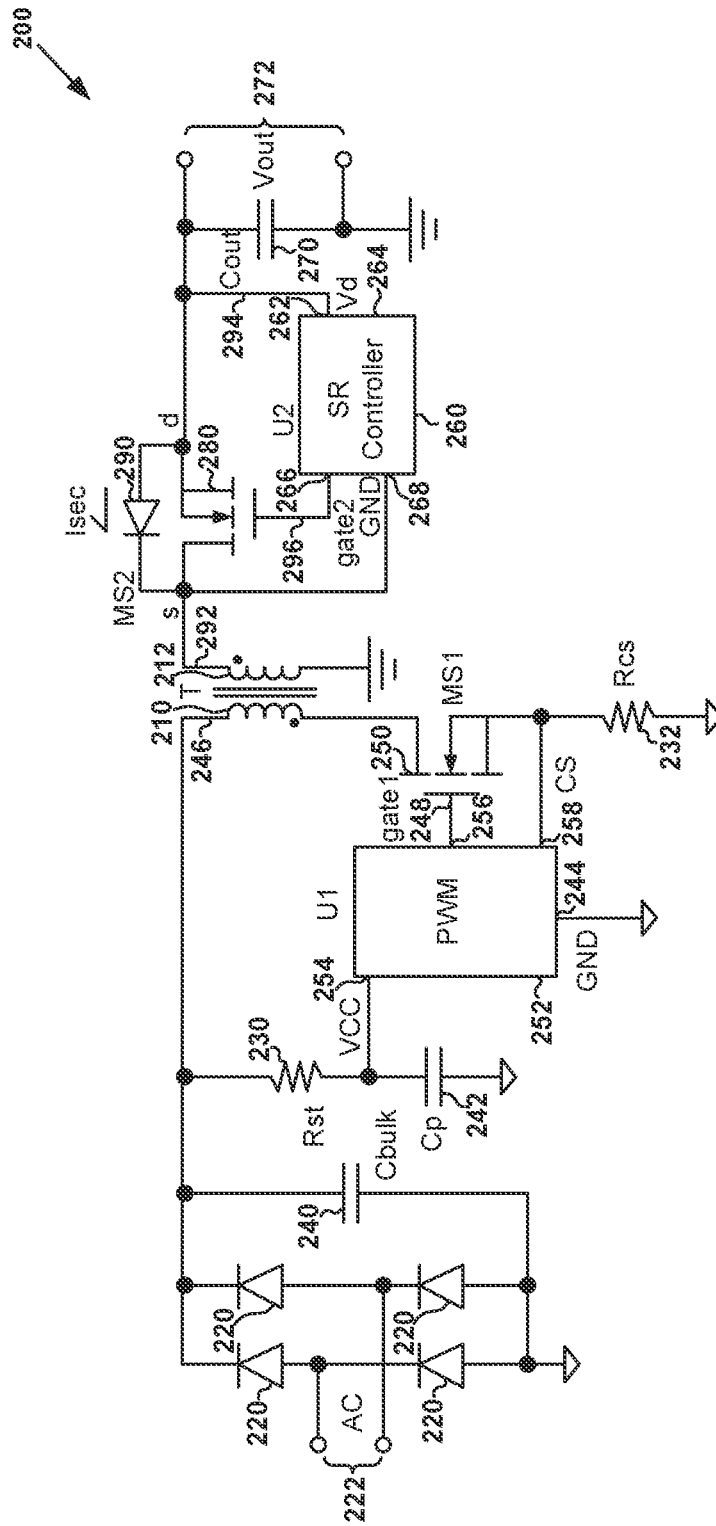 200
AC
222
220
220
220
220
240
Cbulk
Rst
230
Cp
242
VCC
254
U1
PWM
252
GND
244
gate1
248
256
258
CS
250
MS1
Rcs
232
246
210
T
212
292
s
MS2
Isec
290
d
280
296
gate2
GND
266
268
U2
SR
Controller
260
262
Vd
264
294
Cout
270
Vout
272